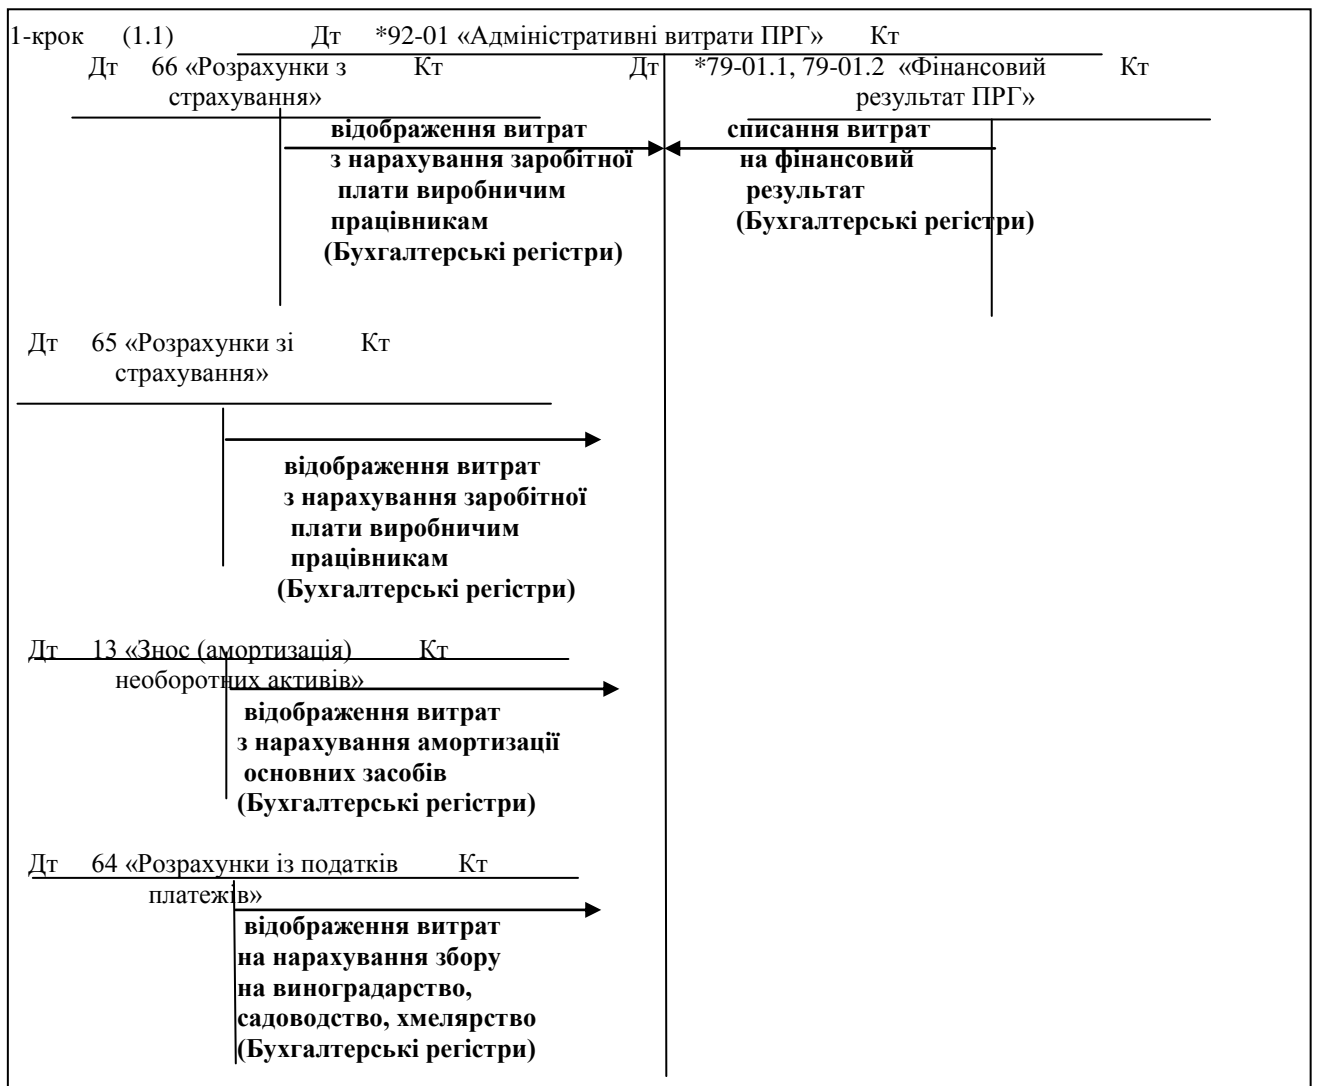 1-крок (1.1) Дт *92-01 «Адміністративні витрати ПРГ» Кт
Дт 66 «Розрахунки з Кт Дт *79-01.1, 79-01.2 «Фінансовий Кт
страхування» результат ПРГ»
відображення витрат списання витрат
з нарахування заробітної на фінансовий
плати виробничим результат
працівникам (Бухгалтерські регістри)
(Бухгалтерські регістри)
Дт 65 «Розрахунки зі Кт
страхування»
відображення витрат
з нарахування заробітної
плати виробничим
працівникам
(Бухгалтерські регістри)
Дт 13 «Знос (амортизація) Кт
необоротних активів»
відображення витрат
з нарахування амортизації
основних засобів
(Бухгалтерські регістри)
Дт 64 «Розрахунки із податків Кт
платежів»
відображення витрат
на нарахування збору
на виноградарство,
садоводство, хмелярство
(Бухгалтерські регістри)